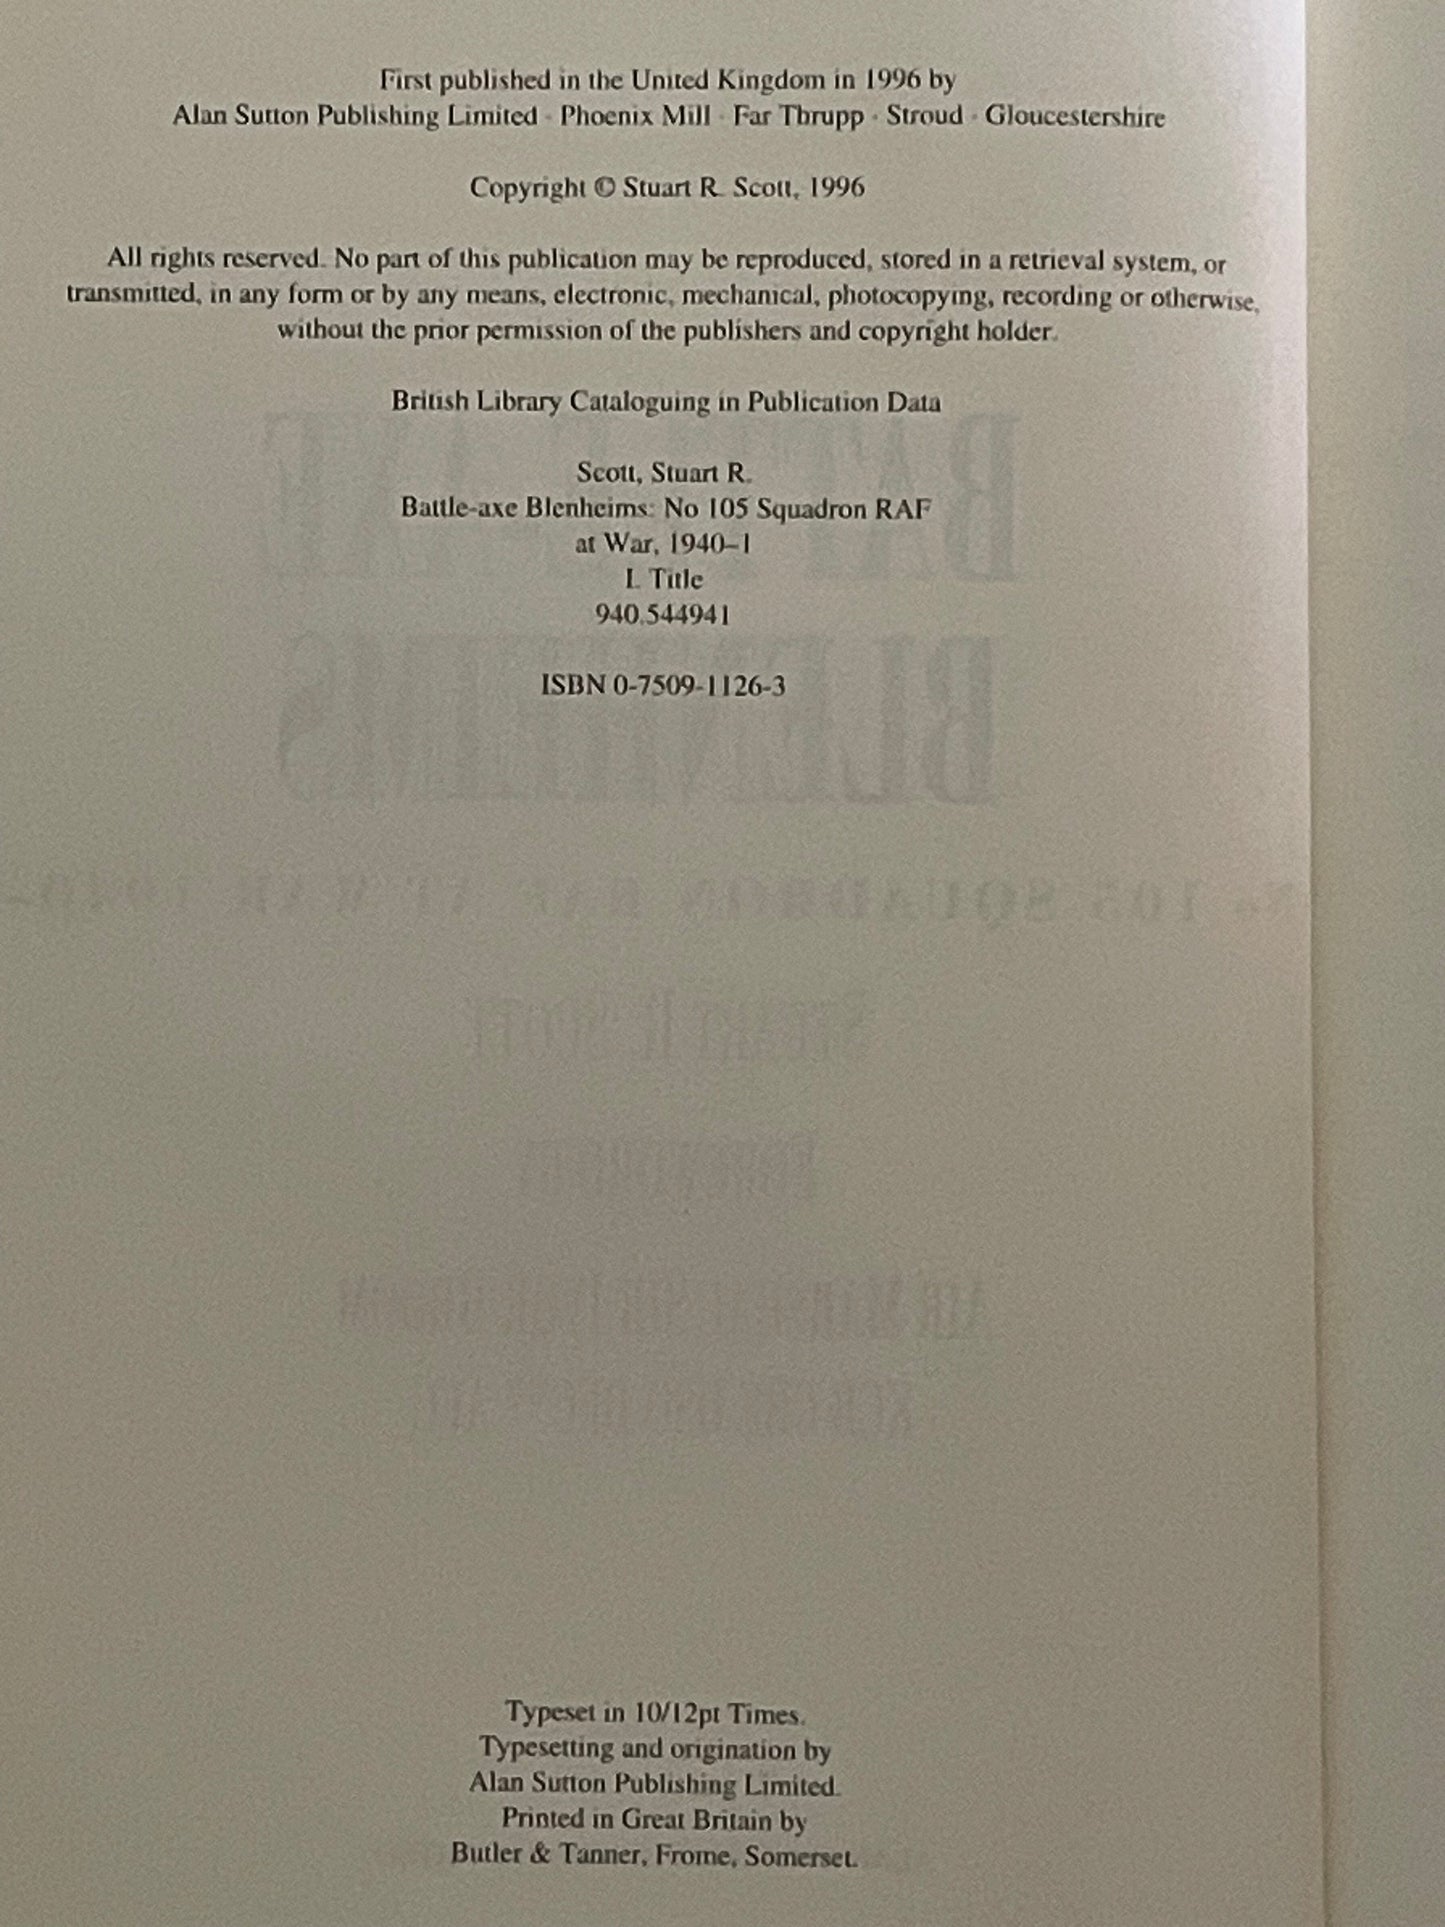 First published in the United Kingdom in 1996 by
Alan Sutton Publishing Limited · Phoenix Mill · Far Thrupp · Stroud · Gloucestershire
Copyright © Stuart R. Scott, 1996
All rights reserved. No part of this publication may be reproduced, stored in a retrieval system, or
transmitted, in any form or by any means, electronic, mechanical, photocopying, recording or otherwise,
without the prior permission of the publishers and copyright holder.
British Library Cataloguing in Publication Data
Scott, Stuart R.
Battle-axe Blenheims: No 105 Squadron RAF
at War, 1940–1
I. Title
940.544941
ISBN 0-7509-1126-3
Typeset in 10/12pt Times.
Typesetting and origination by
Alan Sutton Publishing Limited.
Printed in Great Britain by
Butler & Tanner, Frome, Somerset.